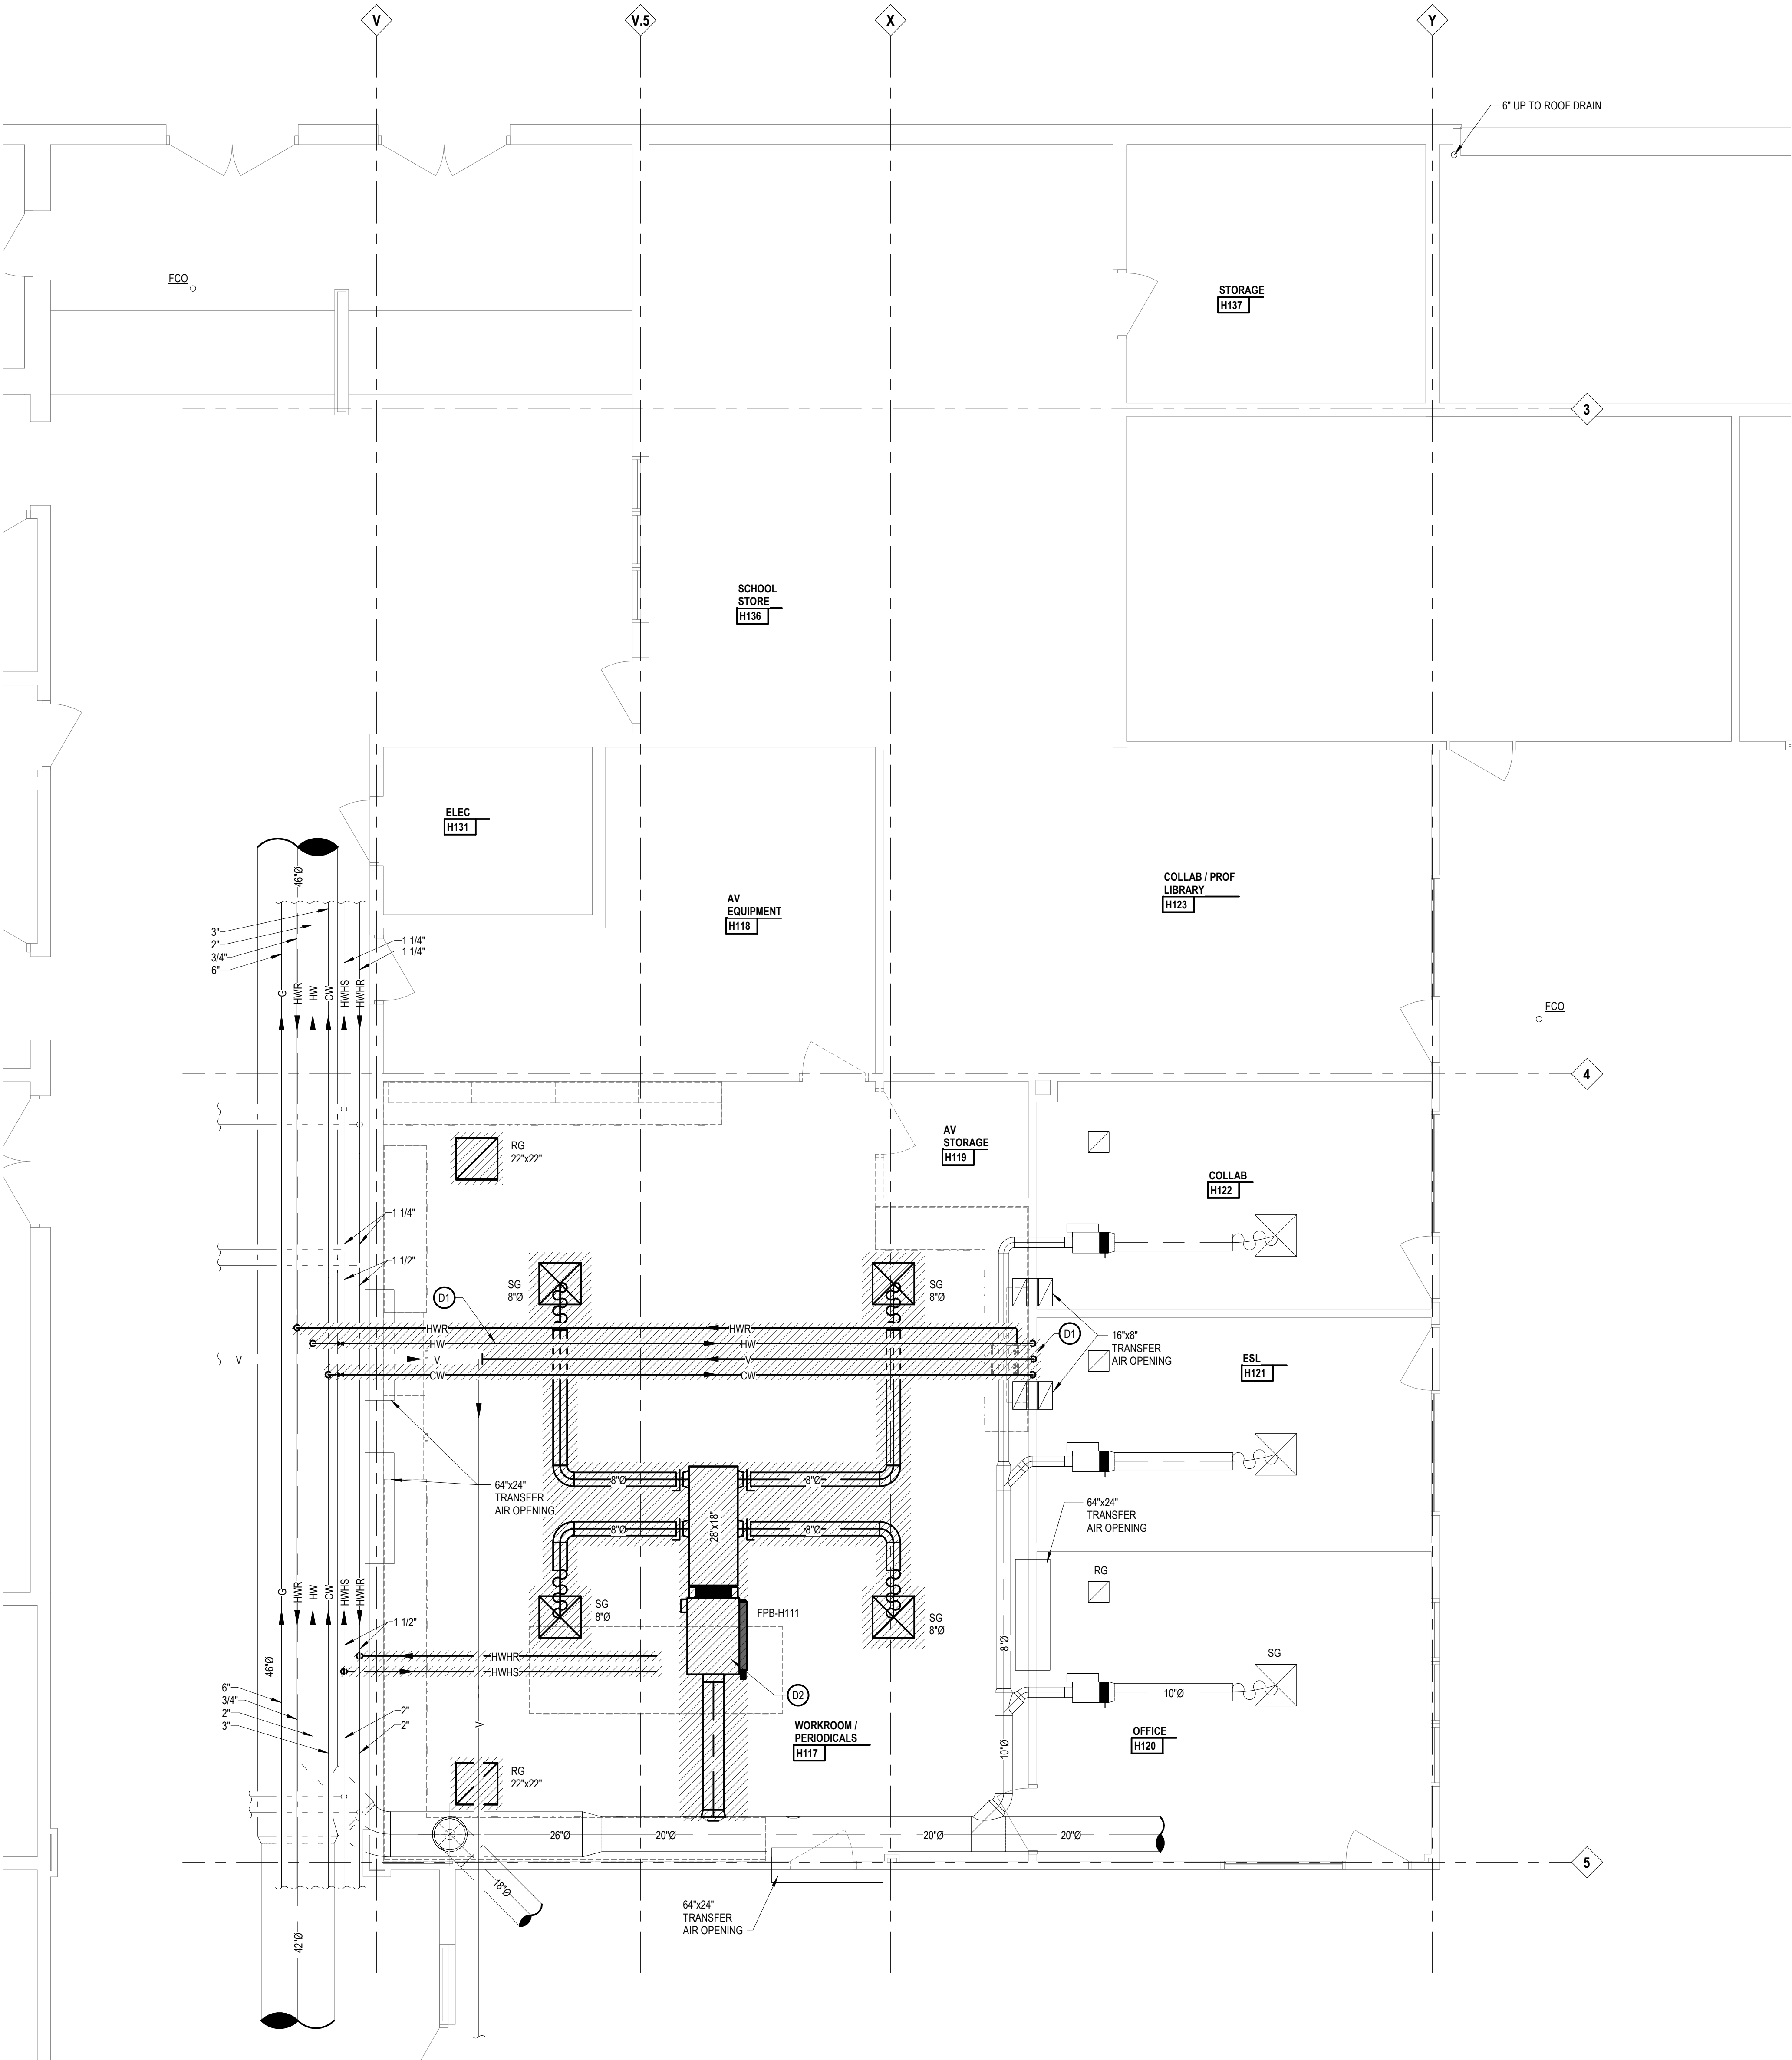 V
V.5
X
Y
6" UP TO ROOF DRAIN
FCO
STORAGE
H137
3
SCHOOL
STORE
H136
ELEC
H131
46"Ø
COLLAB / PROF
LIBRARY
H123
AV
EQUIPMENT
H118
3"
2"
3/4"
6"
1 1/4"
1 1/4"
G
HWR
HW
CW
HWHS
HWHR
FCO
4
AV
STORAGE
H119
RG
22"x22"
COLLAB
H122
1 1/4"
1 1/2"
SG
8"Ø
SG
8"Ø
D1
HWR
HWR
HW
HW
V
V
V
CW
CW
D1
16"x8"
TRANSFER
AIR OPENING
ESL
H121
64"x24"
TRANSFER
AIR OPENING
8"Ø
8"Ø
28"x18"
8"Ø
8"Ø
64"x24"
TRANSFER
AIR OPENING
G
HWR
HW
CW
HWHS
HWHR
RG
SG
8"Ø
FPB-H111
SG
8"Ø
1 1/2"
8"Ø
SG
HWHR
HWHS
46"Ø
6"
3/4"
2"
3"
2"
2"
V
D2
10"Ø
WORKROOM /
PERIODICALS
H117
OFFICE
H120
10"Ø
RG
22"x22"
26"Ø
20"Ø
20"Ø
20"Ø
5
18"Ø
64"x24"
TRANSFER
AIR OPENING
42"Ø